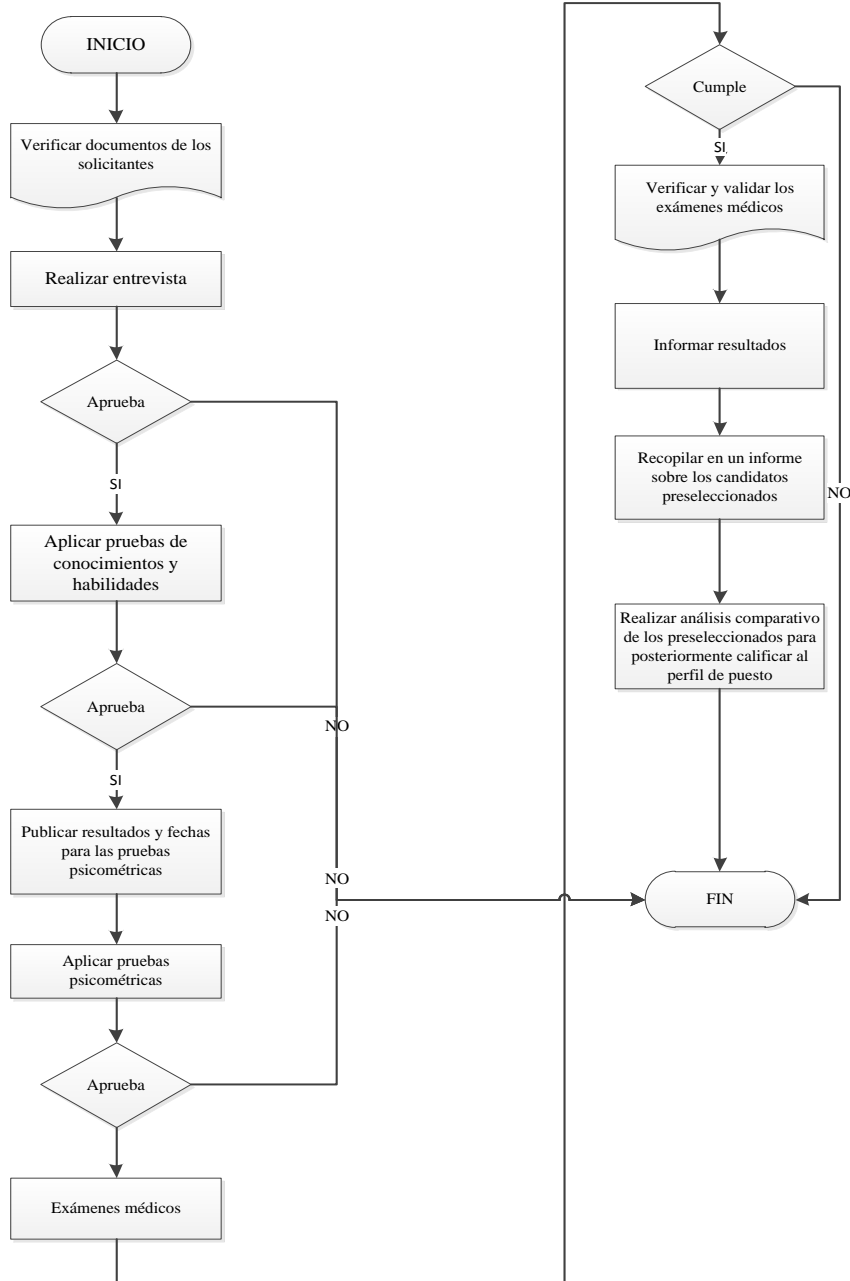 INICIO
Verificar documentos de los
solicitantes
Realizar entrevista
Aprueba
SI
Aplicar pruebas de
conocimientos y
habilidades
Aprueba
NO
SI
Publicar resultados y fechas
para las pruebas
psicométricas
NO
NO
Aplicar pruebas
psicométricas
Aprueba
Exámenes médicos
Cumple
SI
Verificar y validar los
exámenes médicos
Informar resultados
Recopilar en un informe
sobre los candidatos
preseleccionados
NO
Realizar análisis comparativo
de los preseleccionados para
posteriormente calificar al
perfil de puesto
FIN